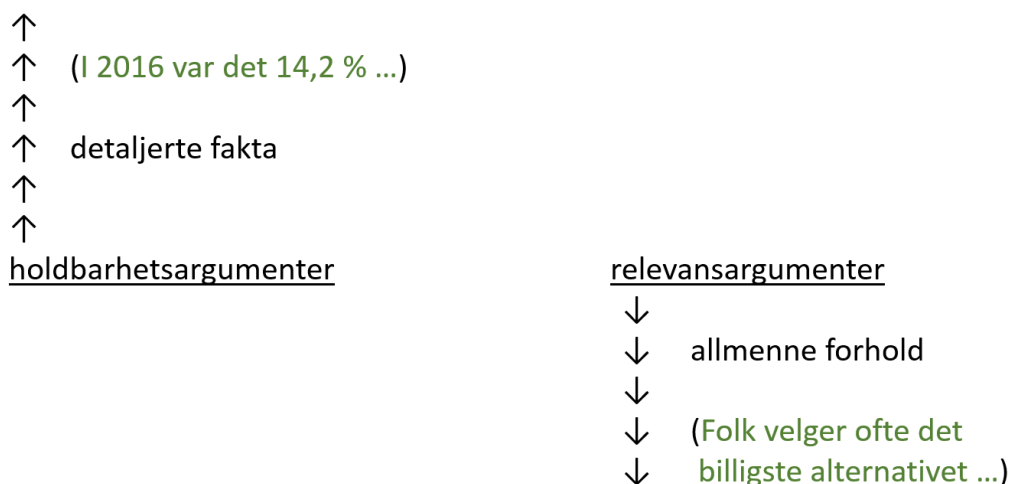 ↑
↑ (I 2016 var det 14,2 % …)
↑
↑ detaljerte fakta
↑
↑
holdbarhetsargumenter relevansargumenter
↓
↓ allmenne forhold
↓
↓ (Folk velger ofte det
↓ billigste alternativet …)